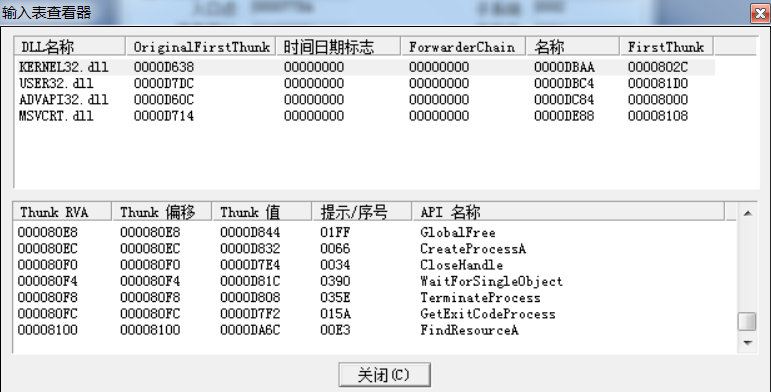 输入表查看器
DLL名称 OriginalFirstThunk 时间日期标志 ForwarderChain 名称 FirstThunk
KERNEL32.dll 0000D638 00000000 00000000 0000DBAA 0000802C
USER32.dll 0000D7DC 00000000 00000000 0000DBC4 000081D0
ADVAPI32.dll 0000D60C 00000000 00000000 0000DC84 00008000
MSVCRT.dll 0000D714 00000000 00000000 0000DE88 00008108
Thunk RVA Thunk 偏移 Thunk 值 提示/序号 API 名称
000080E8 000080E8 0000D844 01FF GlobalFree
000080EC 000080EC 0000D832 0066 CreateProcessA
000080F0 000080F0 0000D7E4 0034 CloseHandle
000080F4 000080F4 0000D81C 0390 WaitForSingleObject
000080F8 000080F8 0000D808 035E TerminateProcess
000080FC 000080FC 0000D7F2 015A GetExitCodeProcess
00008100 00008100 0000DA6C 00E3 FindResourceA
关闭(C)